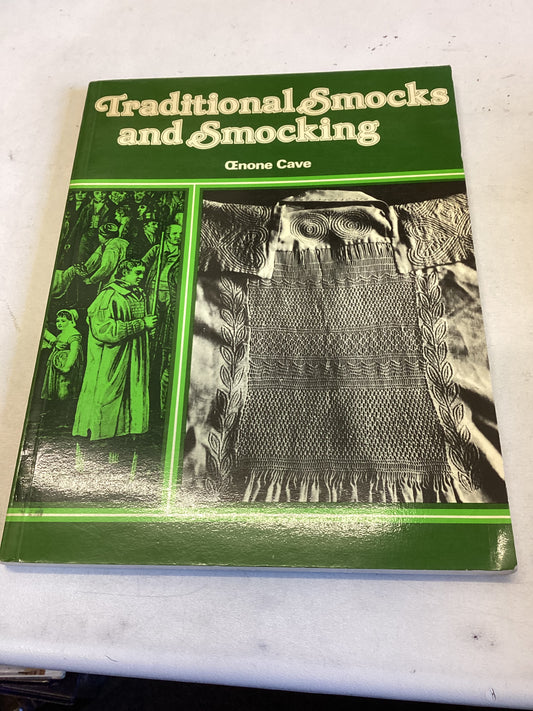 Traditional Smocks
and Smocking
Œnone Cave